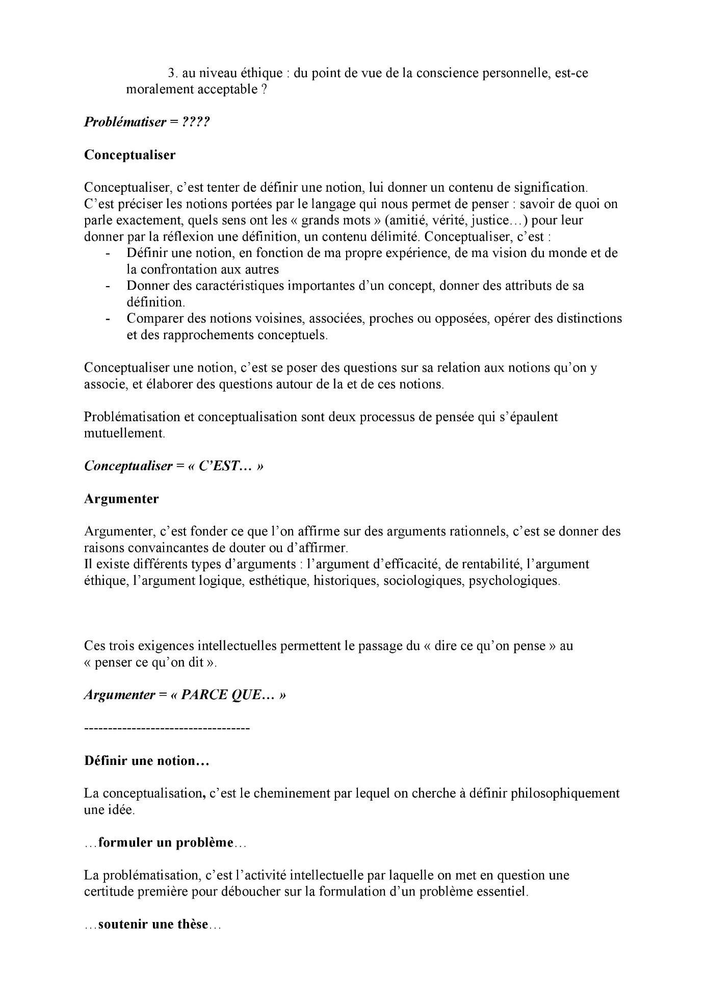 3. au niveau éthique : du point de vue de la conscience personnelle, est-ce
moralement acceptable ?
Problématiser = ????
Conceptualiser
Conceptualiser, c’est tenter de définir une notion, lui donner un contenu de signification.
C’est préciser les notions portées par le langage qui nous permet de penser : savoir de quoi on
parle exactement, quels sens ont les « grands mots » (amitié, vérité, justice…) pour leur
donner par la réflexion une définition, un contenu délimité. Conceptualiser, c’est :
- Définir une notion, en fonction de ma propre expérience, de ma vision du monde et de
la confrontation aux autres
- Donner des caractéristiques importantes d’un concept, donner des attributs de sa
définition.
- Comparer des notions voisines, associées, proches ou opposées, opérer des distinctions
et des rapprochements conceptuels.
Conceptualiser une notion, c’est se poser des questions sur sa relation aux notions qu’on y
associe, et élaborer des questions autour de la et de ces notions.
Problématisation et conceptualisation sont deux processus de pensée qui s’épaulent
mutuellement.
Conceptualiser = « C’EST… »
Argumenter
Argumenter, c’est fonder ce que l’on affirme sur des arguments rationnels, c’est se donner des
raisons convaincantes de douter ou d’affirmer.
Il existe différents types d’arguments : l’argument d’efficacité, de rentabilité, l’argument
éthique, l’argument logique, esthétique, historiques, sociologiques, psychologiques.
Ces trois exigences intellectuelles permettent le passage du « dire ce qu’on pense » au
« penser ce qu’on dit ».
Argumenter = « PARCE QUE… »
-----------------------------------
Définir une notion…
La conceptualisation, c’est le cheminement par lequel on cherche à définir philosophiquement
une idée.
…formuler un problème…
La problématisation, c’est l’activité intellectuelle par laquelle on met en question une
certitude première pour déboucher sur la formulation d’un problème essentiel.
…soutenir une thèse…